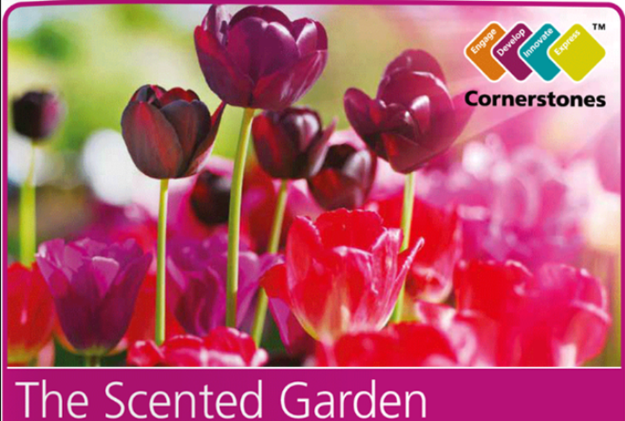 Engage
Develop
Innovate
Express
TM
Cornerstones
The Scented Garden